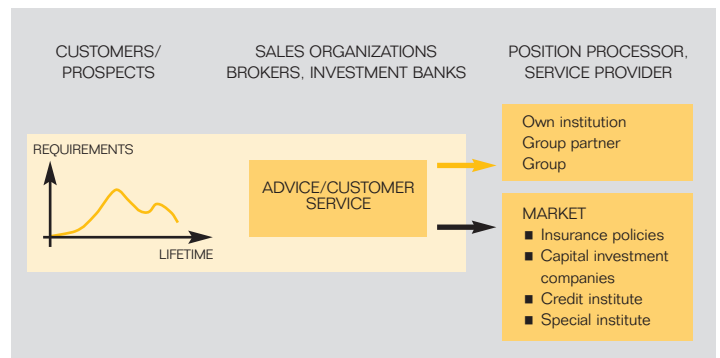 CUSTOMERS/
PROSPECTS
SALES ORGANIZATIONS
BROKERS, INVESTMENT BANKS
POSITION PROCESSOR,
SERVICE PROVIDER
REQUIREMENTS
LIFETIME
ADVICE/CUSTOMER
SERVICE
Own institution
Group partner
Group
MARKET
■ Insurance policies
■ Capital investment
companies
■ Credit institute
■ Special institute